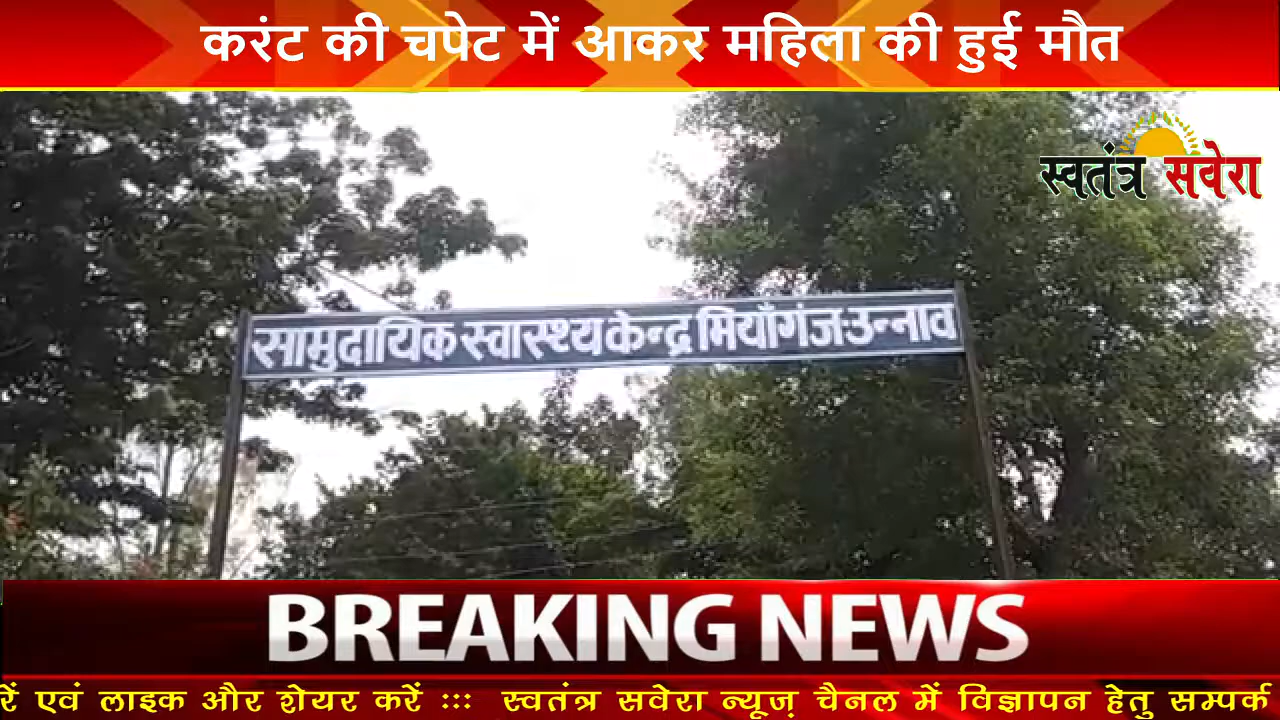 करंट की चपेट में आकर महिला की हुई मौत
स्वतंत्र सवेरा
सामुदायिक स्वास्थ्य केन्द्र मियाँगंज-उन्नाव
BREAKING NEWS
रें एवं लाइक और शेयर करें ::: स्वतंत्र सवेरा न्यूज़ चैनल में विज्ञापन हेतु सम्पर्क